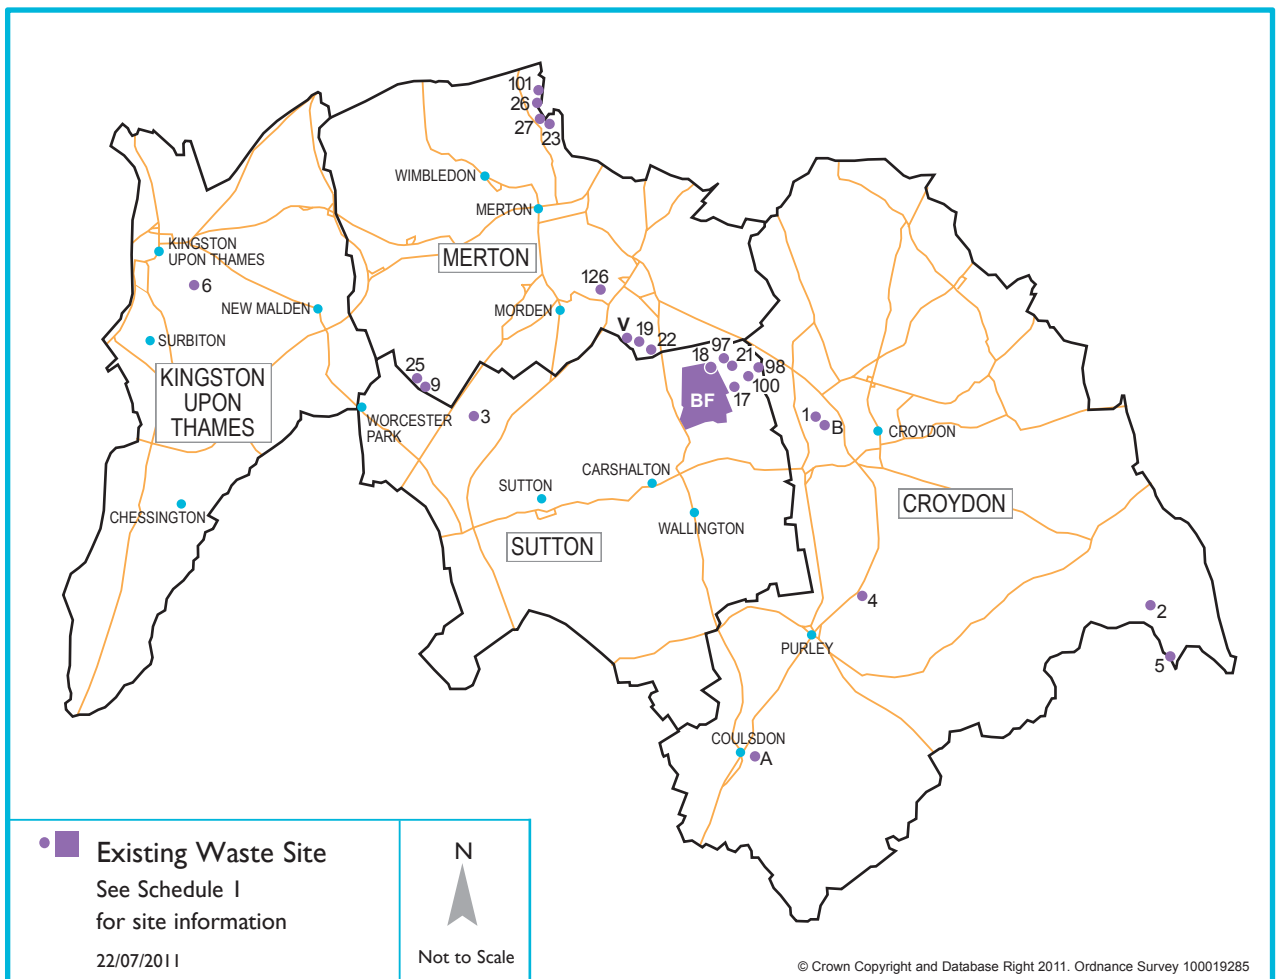 101
26
27
23
WIMBLEDON
MERTON
KINGSTON
UPON THAMES
MERTON
6
126
NEW MALDEN
MORDEN
V
19
22
SURBITON
97
18
21
98
100
17
BF
25
9
KINGSTON
UPON
THAMES
3
WORCESTER
PARK
1
B
CROYDON
CARSHALTON
SUTTON
CHESSINGTON
WALLINGTON
CROYDON
SUTTON
4
2
PURLEY
5
COULSDON
A
Existing Waste Site
See Schedule 1
for site information
22/07/2011
N
Not to Scale
© Crown Copyright and Database Right 2011. Ordnance Survey 100019285